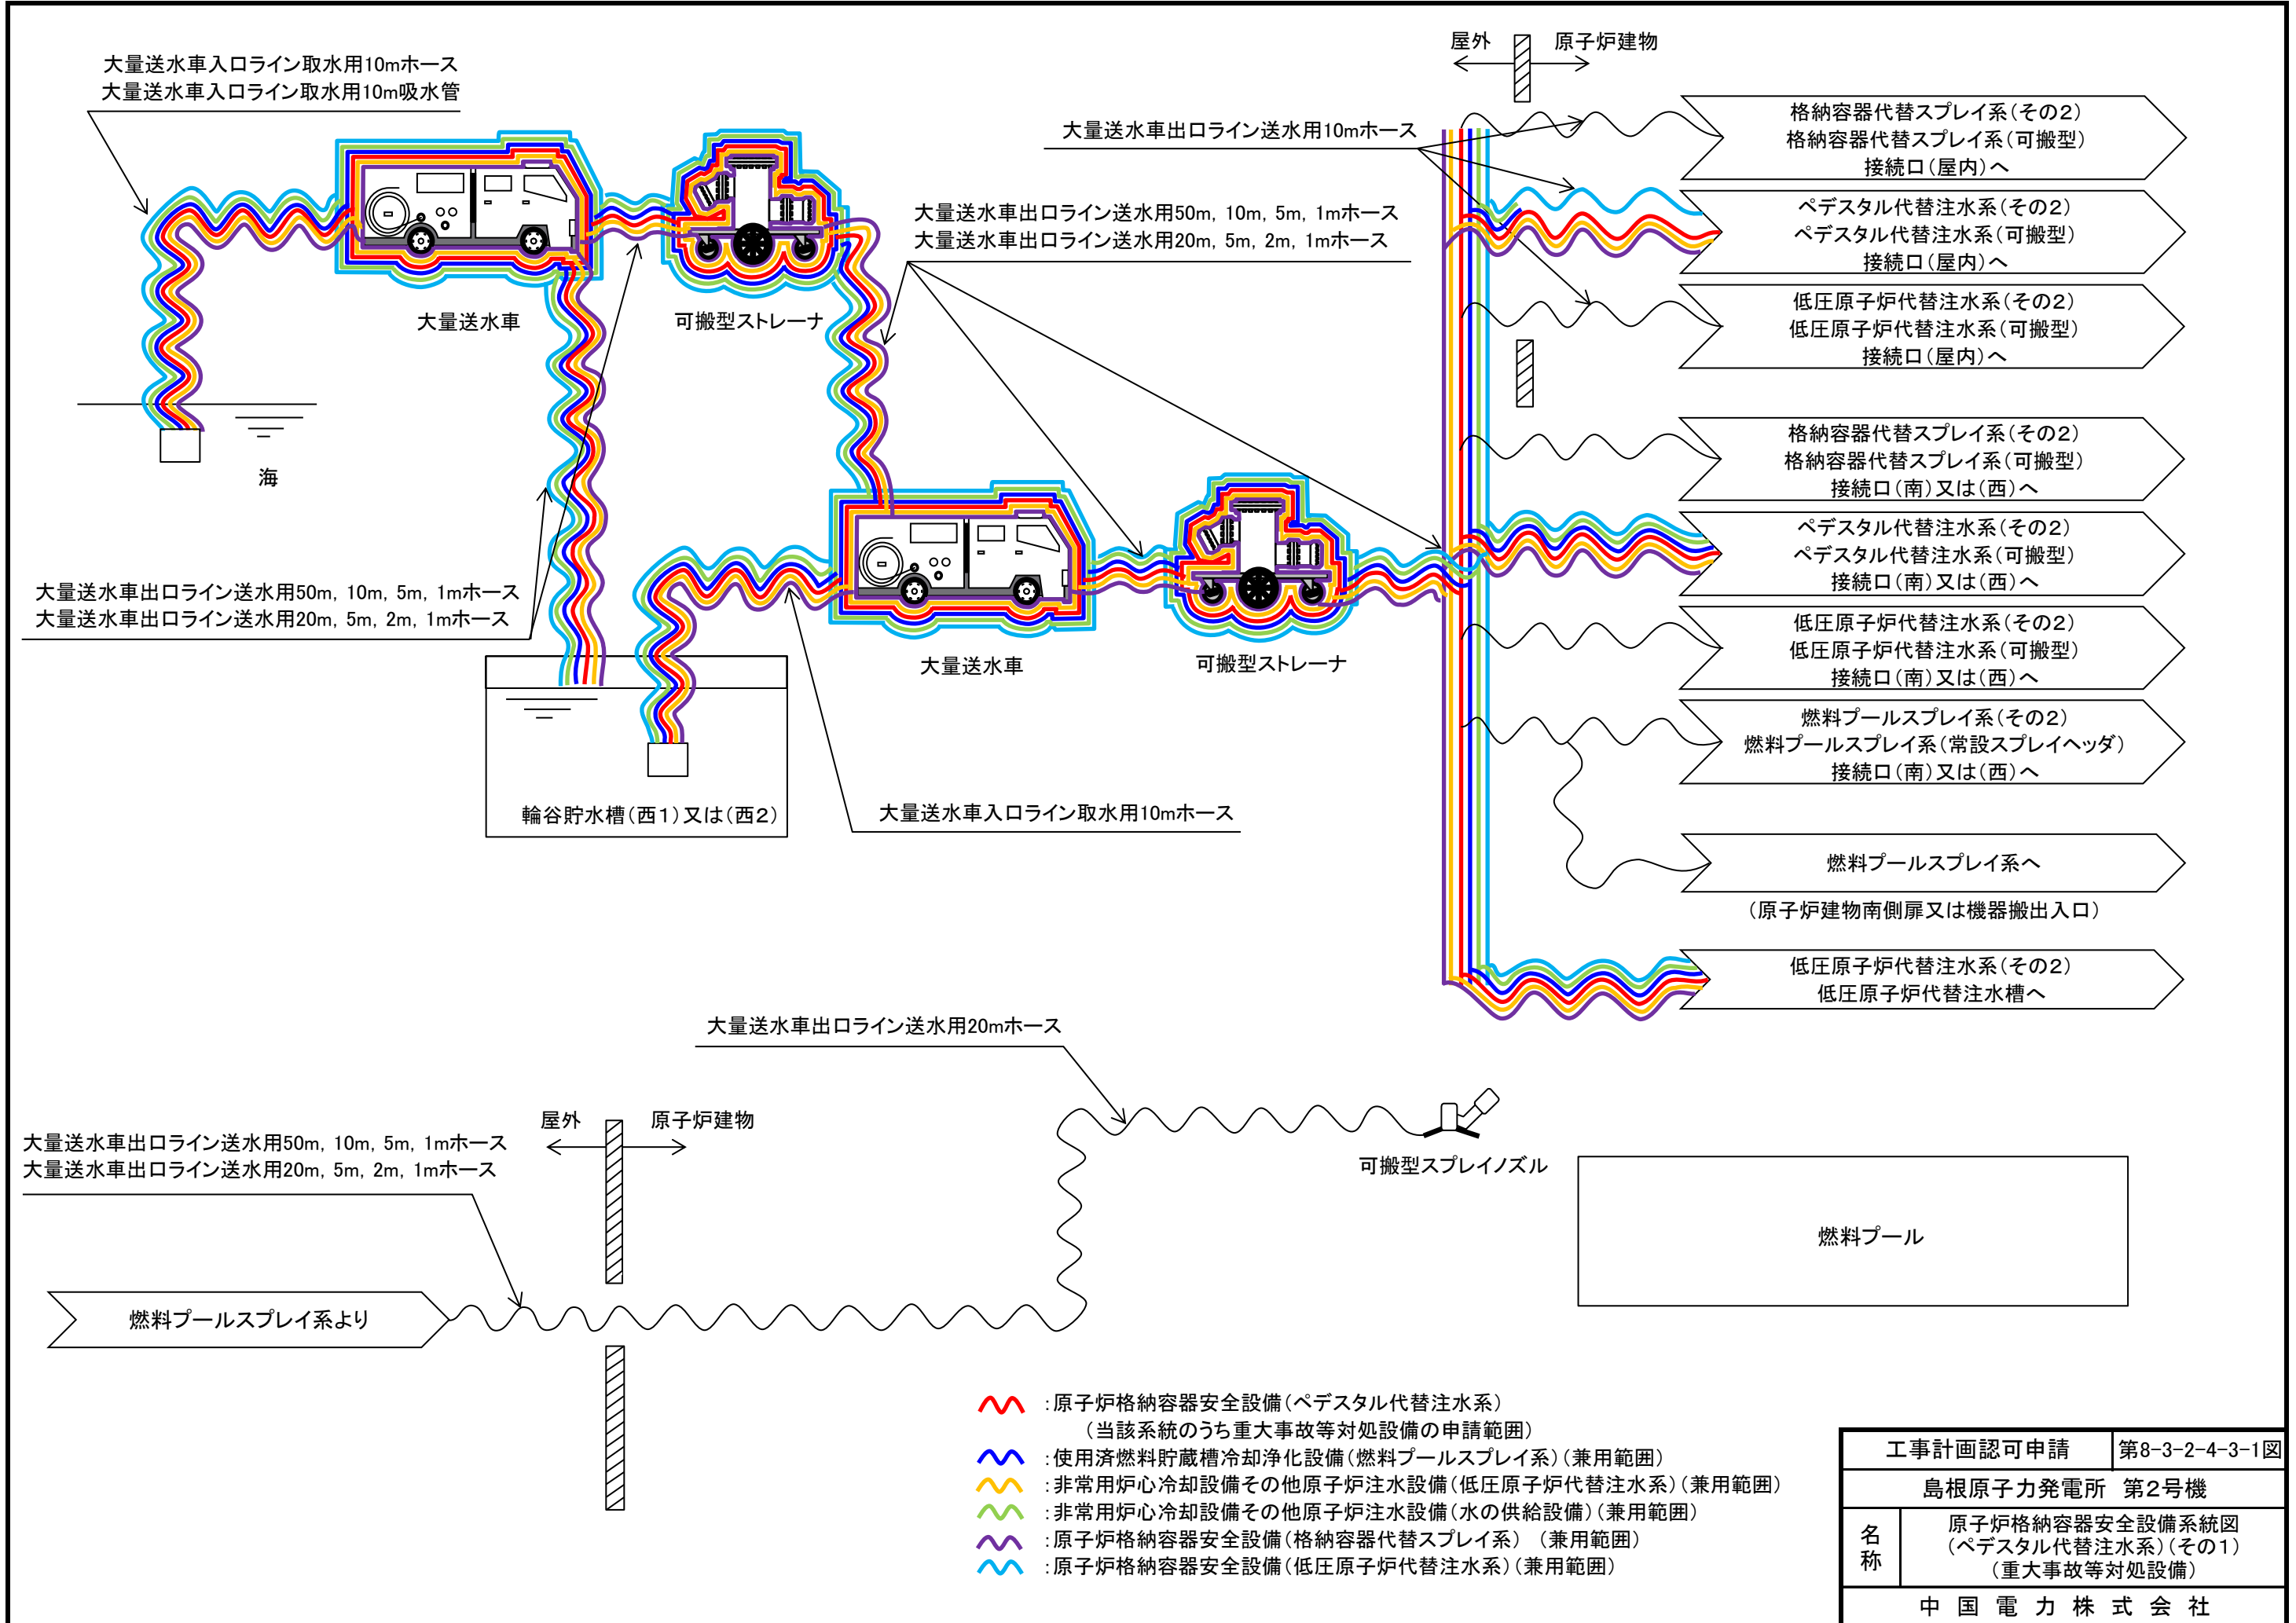 大量送水車入口ライン取水用10mホース
大量送水車入口ライン取水用10m吸水管
屋外
原子炉建物
大量送水車出口ライン送水用10mホース
格納容器代替スプレイ系(その2)
格納容器代替スプレイ系(可搬型)
接続口(屋内)へ
大量送水車出口ライン送水用50m, 10m, 5m, 1mホース
大量送水車出口ライン送水用20m, 5m, 2m, 1mホース
ペデスタル代替注水系(その2)
ペデスタル代替注水系(可搬型)
接続口(屋内)へ
大量送水車
可搬型ストレーナ
低圧原子炉代替注水系(その2)
低圧原子炉代替注水系(可搬型)
接続口(屋内)へ
海
格納容器代替スプレイ系(その2)
格納容器代替スプレイ系(可搬型)
接続口(南)又は(西)へ
ペデスタル代替注水系(その2)
ペデスタル代替注水系(可搬型)
接続口(南)又は(西)へ
大量送水車出口ライン送水用50m, 10m, 5m, 1mホース
大量送水車出口ライン送水用20m, 5m, 2m, 1mホース
大量送水車
可搬型ストレーナ
低圧原子炉代替注水系(その2)
低圧原子炉代替注水系(可搬型)
接続口(南)又は(西)へ
燃料プールスプレイ系(その2)
燃料プールスプレイ系(常設スプレイヘッダ)
接続口(南)又は(西)へ
輪谷貯水槽(西1)又は(西2)
大量送水車入口ライン取水用10mホース
燃料プールスプレイ系へ
(原子炉建物南側扉又は機器搬出入口)
低圧原子炉代替注水系(その2)
低圧原子炉代替注水槽へ
大量送水車出口ライン送水用20mホース
屋外
原子炉建物
大量送水車出口ライン送水用50m, 10m, 5m, 1mホース
大量送水車出口ライン送水用20m, 5m, 2m, 1mホース
可搬型スプレイノズル
燃料プール
燃料プールスプレイ系より
:原子炉格納容器安全設備(ペデスタル代替注水系)
(当該系統のうち重大事故等対処設備の申請範囲)
:使用済燃料貯蔵槽冷却浄化設備(燃料プールスプレイ系)(兼用範囲)
:非常用炉心冷却設備その他原子炉注水設備(低圧原子炉代替注水系)(兼用範囲)
:非常用炉心冷却設備その他原子炉注水設備(水の供給設備)(兼用範囲)
:原子炉格納容器安全設備(格納容器代替スプレイ系) (兼用範囲)
:原子炉格納容器安全設備(低圧原子炉代替注水系)(兼用範囲)
工事計画認可申請 第8-3-2-4-3-1図
島根原子力発電所 第2号機
名称
原子炉格納容器安全設備系統図
(ペデスタル代替注水系)(その1)
(重大事故等対処設備)
中国電力株式会社